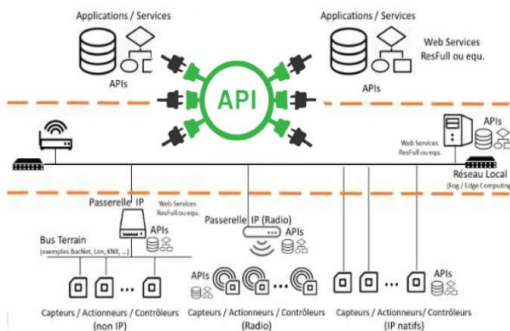 Applications / Services
APIs
API
Applications / Services
Web Services
ResFull ou equ.
APIs
Web Services
ResFull ou equ.
APIs
Réseau Local
(Fog / Edge Computing)
Passerelle IP
Web Services
ResFull ou equ.
APIs
Passerelle IP (Radio)
APIs
Bus Terrain
(exemples BacNet, Lon, KNX, ...)
...
Capteurs / Actionneurs / Contrôleurs
(non IP)
APIs
...
Capteurs / Actionneurs / Contrôleurs
(Radio)
...
APIs
Capteurs / Actionneurs / Contrôleurs
(IP natifs)